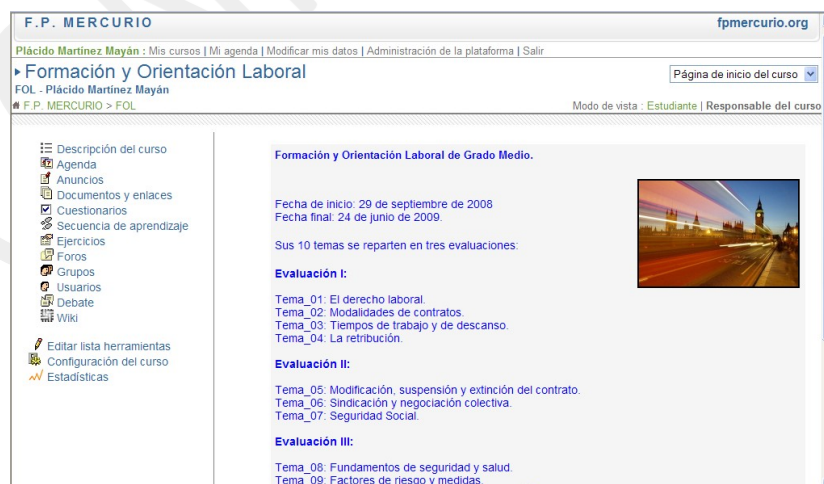 F.P. MERCURIO
fpmercurio.org
Plácido Martínez Mayán : Mis cursos | Mi agenda | Modificar mis datos | Administración de la plataforma | Salir
Formación y Orientación Laboral
Página de inicio del curso
FOL - Plácido Martínez Mayán
F.P. MERCURIO > FOL
Modo de vista : Estudiante | Responsable del curso
Descripción del curso
Agenda
Anuncios
Documentos y enlaces
Cuestionarios
Secuencia de aprendizaje
Ejercicios
Foros
Grupos
Usuarios
Debate
Wiki
Editar lista herramientas
Configuración del curso
Estadísticas
Formación y Orientación Laboral de Grado Medio.
Fecha de inicio: 29 de septiembre de 2008
Fecha final: 24 de junio de 2009.
Sus 10 temas se reparten en tres evaluaciones:
Evaluación I:
Tema_01: El derecho laboral.
Tema_02: Modalidades de contratos.
Tema_03: Tiempos de trabajo y de descanso.
Tema_04: La retribución.
Evaluación II:
Tema_05: Modificación, suspensión y extinción del contrato.
Tema_06: Sindicación y negociación colectiva.
Tema_07: Seguridad Social.
Evaluación III:
Tema_08: Fundamentos de seguridad y salud.
Tema_09: Factores de riesgo y medidas.